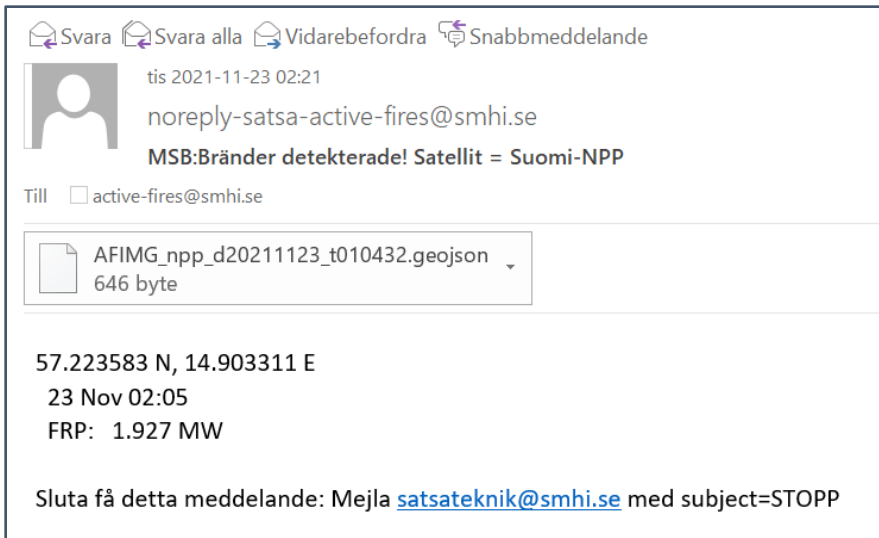 Svara Svara alla Vidarebefordra Snabbmeddelande
tis 2021-11-23 02:21
noreply-satsa-active-fires@smhi.se
MSB:Bränder detekterade! Satellit = Suomi-NPP
Till active-fires@smhi.se
AFIMG_npp_d20211123_t010432.geojson
646 byte
57.223583 N, 14.903311 E
23 Nov 02:05
FRP: 1.927 MW
Sluta få detta meddelande: Mejla satsateknik@smhi.se med subject=STOPP